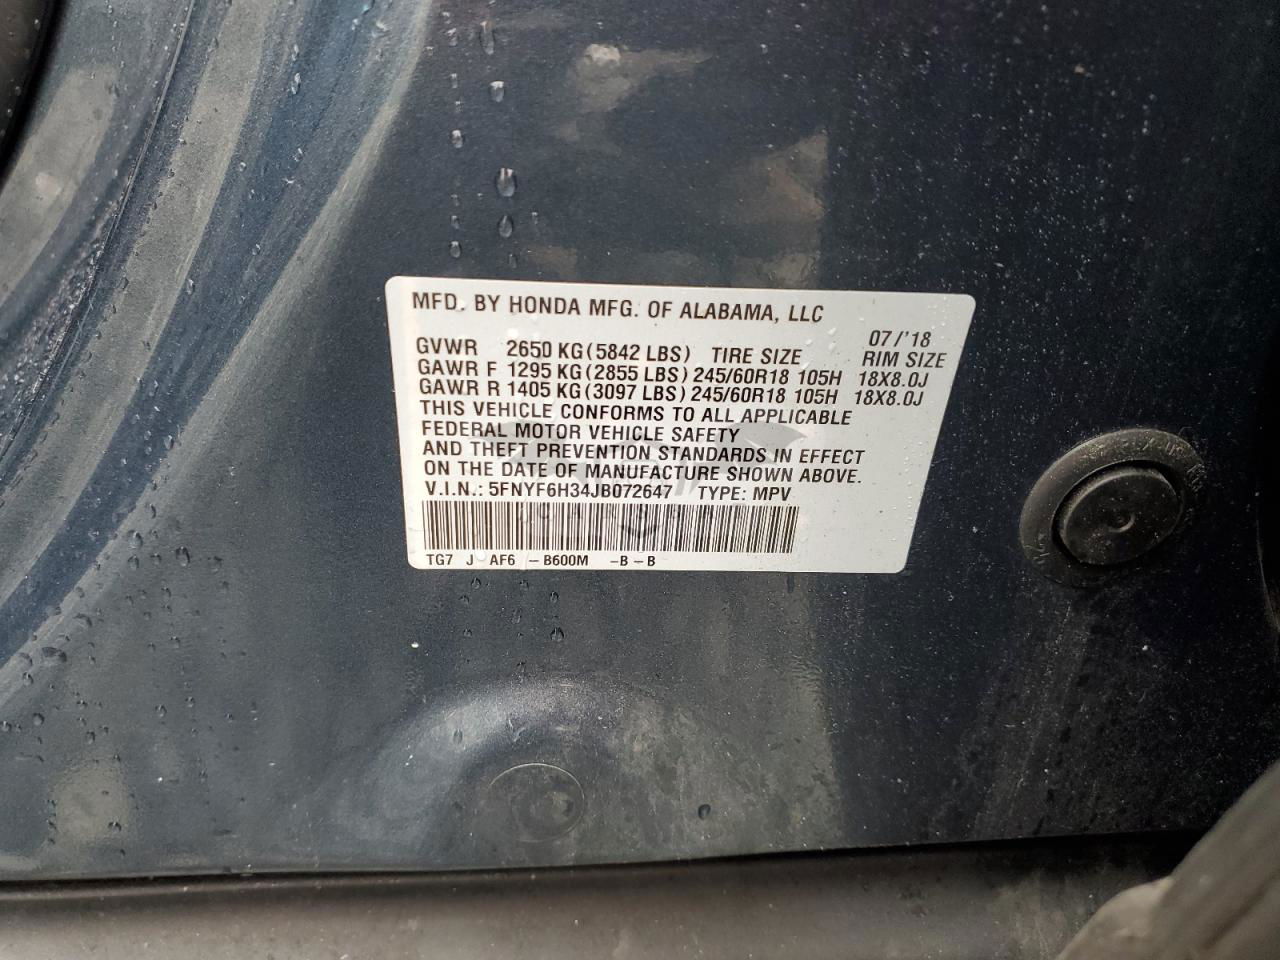 MFD. BY HONDA MFG. OF ALABAMA, LLC
07/'18
GVWR 2650 KG (5842 LBS) TIRE SIZE RIM SIZE
GAWR F 1295 KG (2855 LBS) 245/60R18 105H 18X8.0J
GAWR R 1405 KG (3097 LBS) 245/60R18 105H 18X8.0J
THIS VEHICLE CONFORMS TO ALL APPLICABLE
FEDERAL MOTOR VEHICLE SAFETY
AND THEFT PREVENTION STANDARDS IN EFFECT
ON THE DATE OF MANUFACTURE SHOWN ABOVE.
V.I.N.: 5FNYF6H34JB072647 TYPE: MPV
TG7 J AF6 -B600M -B-B